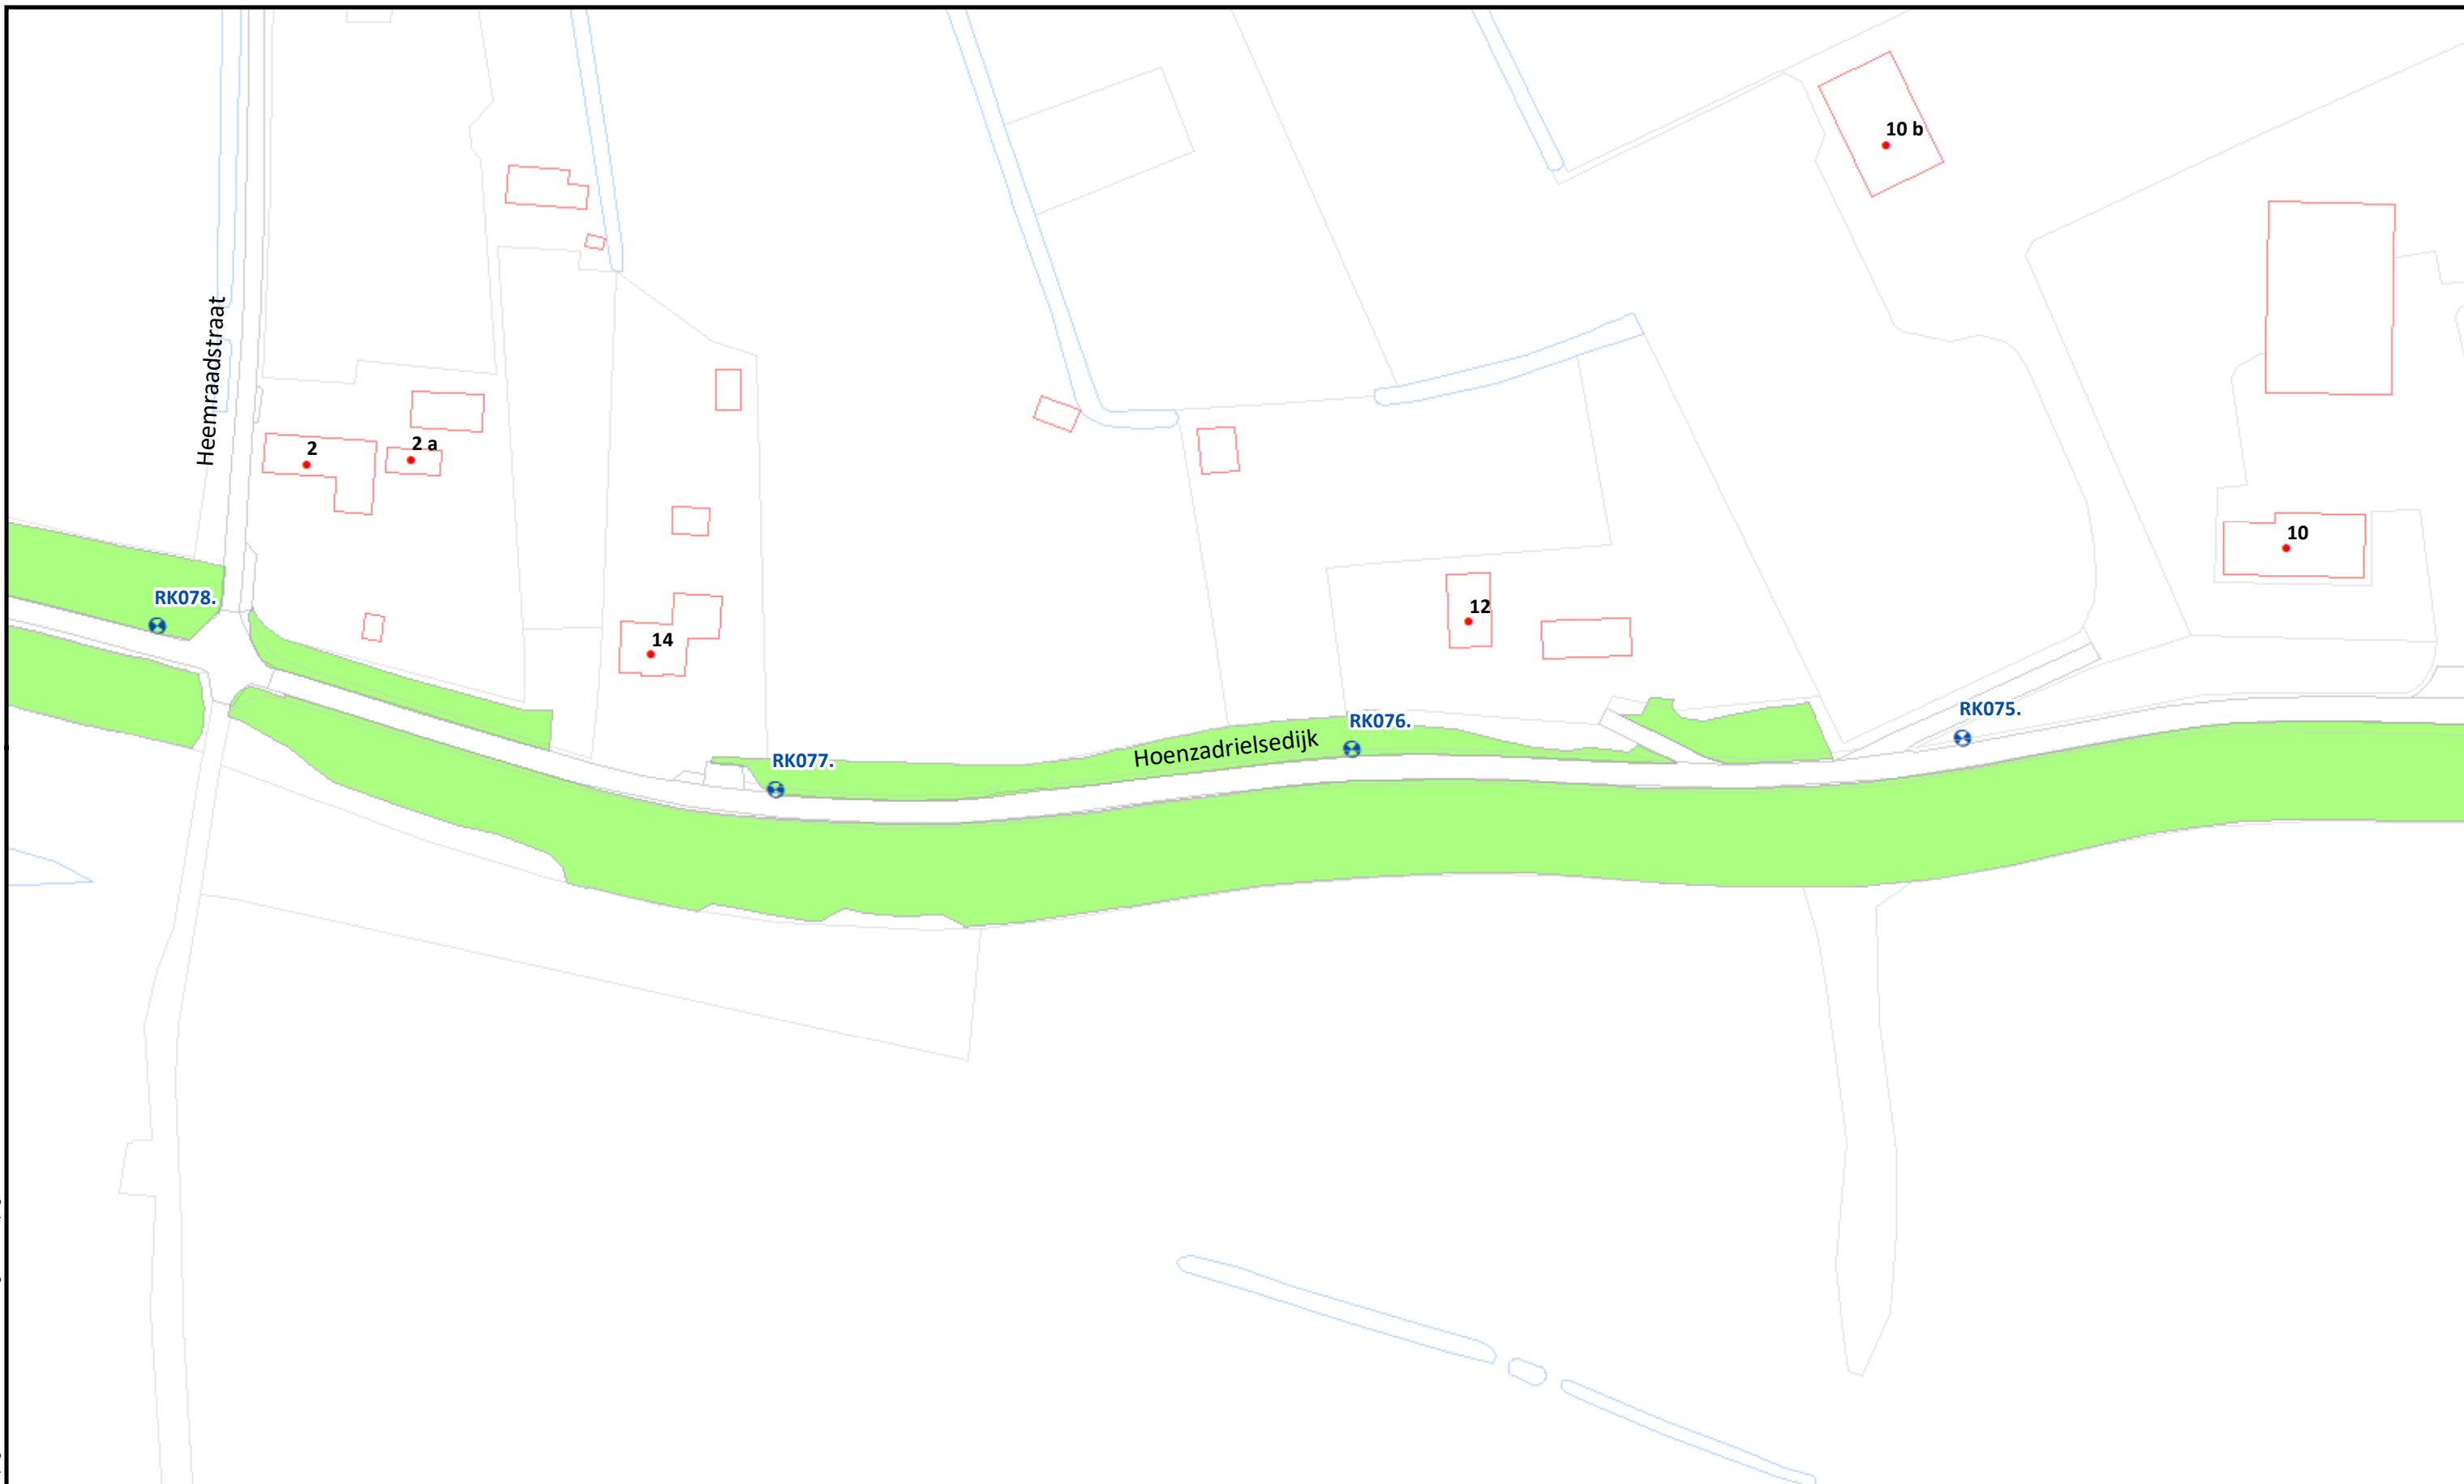 10 b
Heemraadstraat
2
2 a
10
RK078.
12
14
RK076.
RK075.
Hoenzadrielsedijk
RK077.